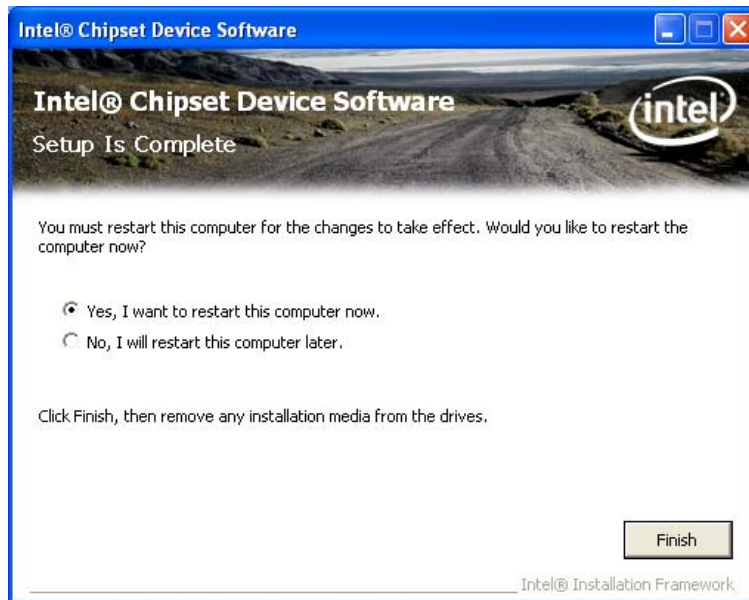 Intel® Chipset Device Software
Intel® Chipset Device Software
intel
Setup Is Complete
You must restart this computer for the changes to take effect. Would you like to restart the
computer now?
Yes, I want to restart this computer now.
No, I will restart this computer later.
Click Finish, then remove any installation media from the drives.
Finish
Intel® Installation Framework